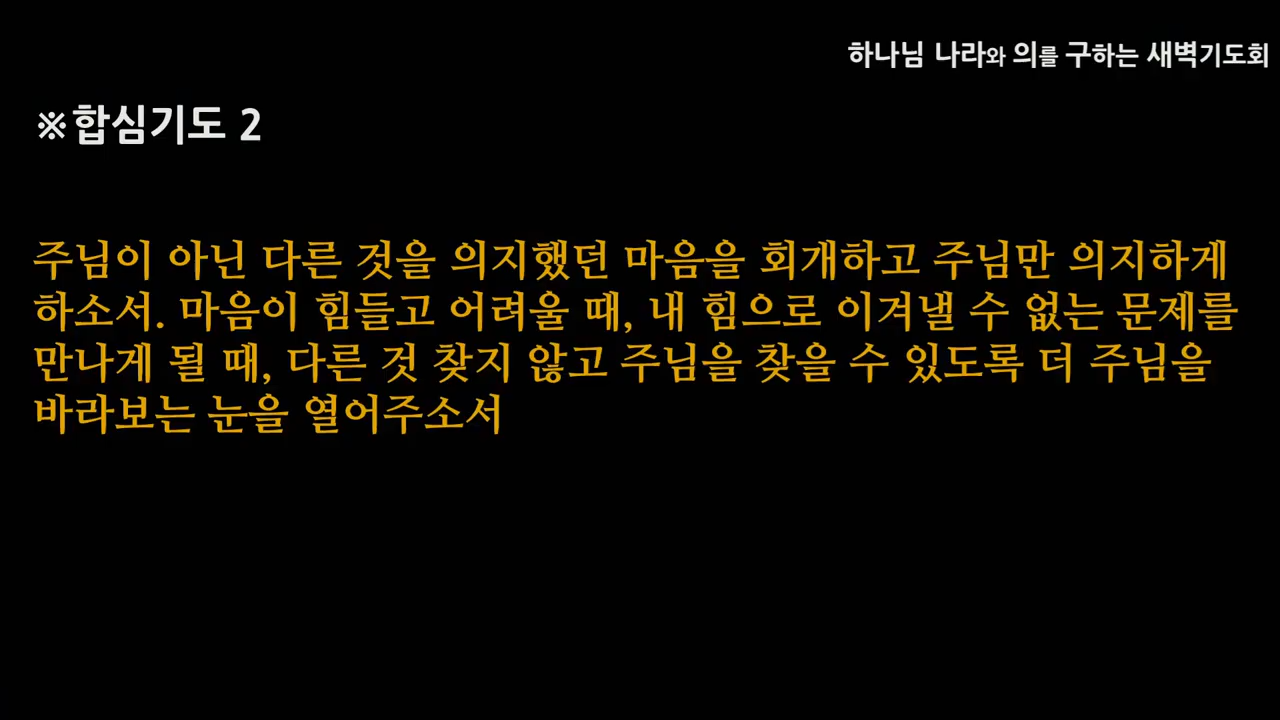 하나님 나라와 의를 구하는 새벽기도회
※합심기도 2
주님이 아닌 다른 것을 의지했던 마음을 회개하고 주님만 의지하게
하소서. 마음이 힘들고 어려울 때, 내 힘으로 이겨낼 수 없는 문제를
만나게 될 때, 다른 것 찾지 않고 주님을 찾을 수 있도록 더 주님을
바라보는 눈을 열어주소서